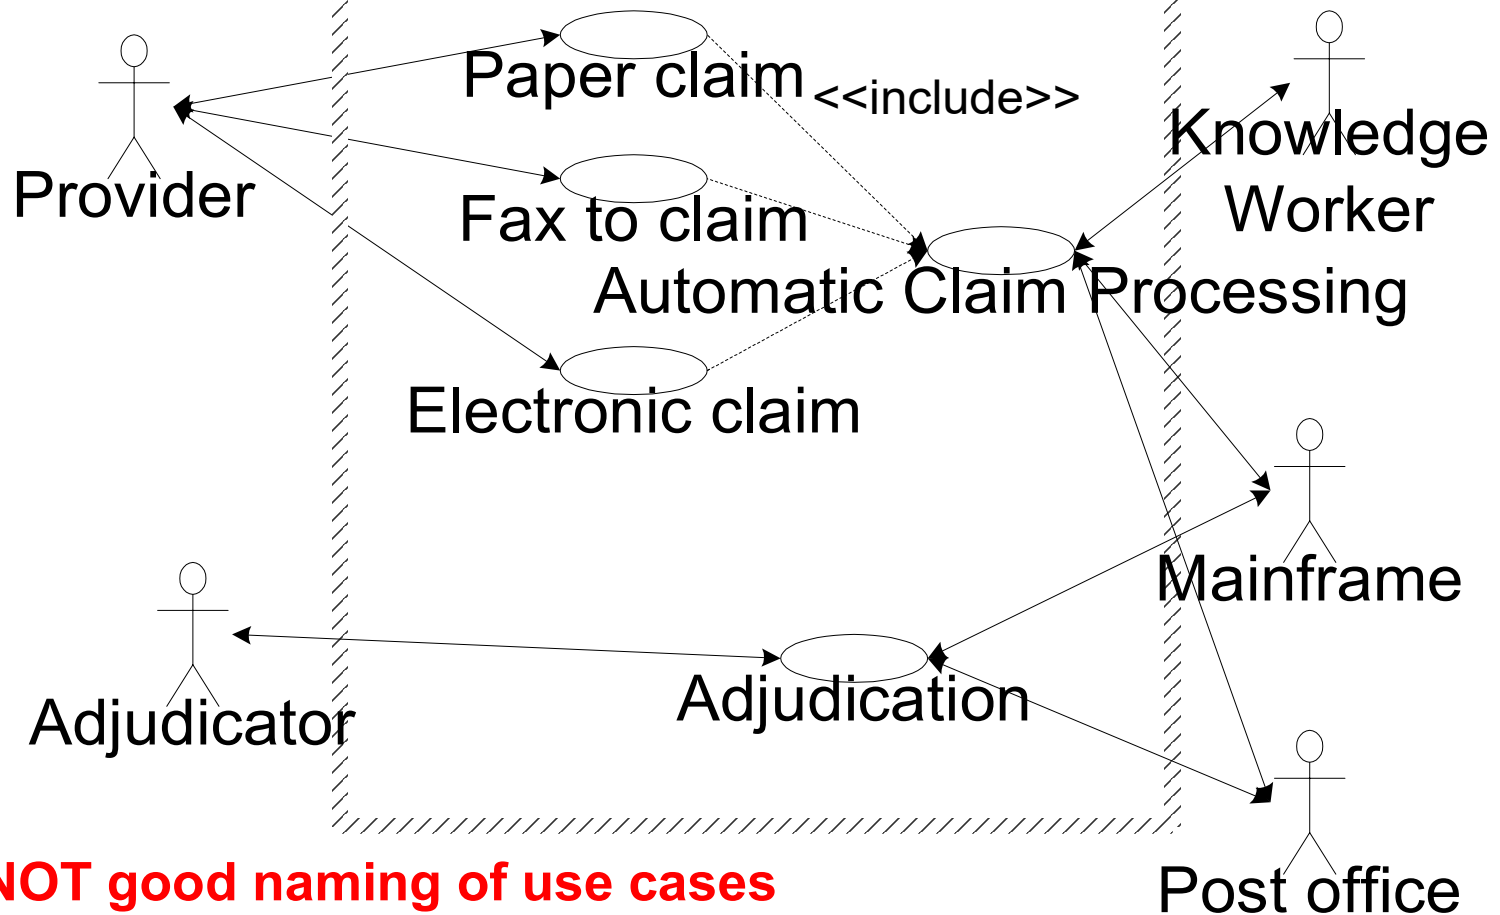 Paper claim
<<include>>
Knowledge
Worker
Provider
Fax to claim
Automatic Claim Processing
Electronic claim
Mainframe
Adjudication
Adjudicator
NOT good naming of use cases
Post office